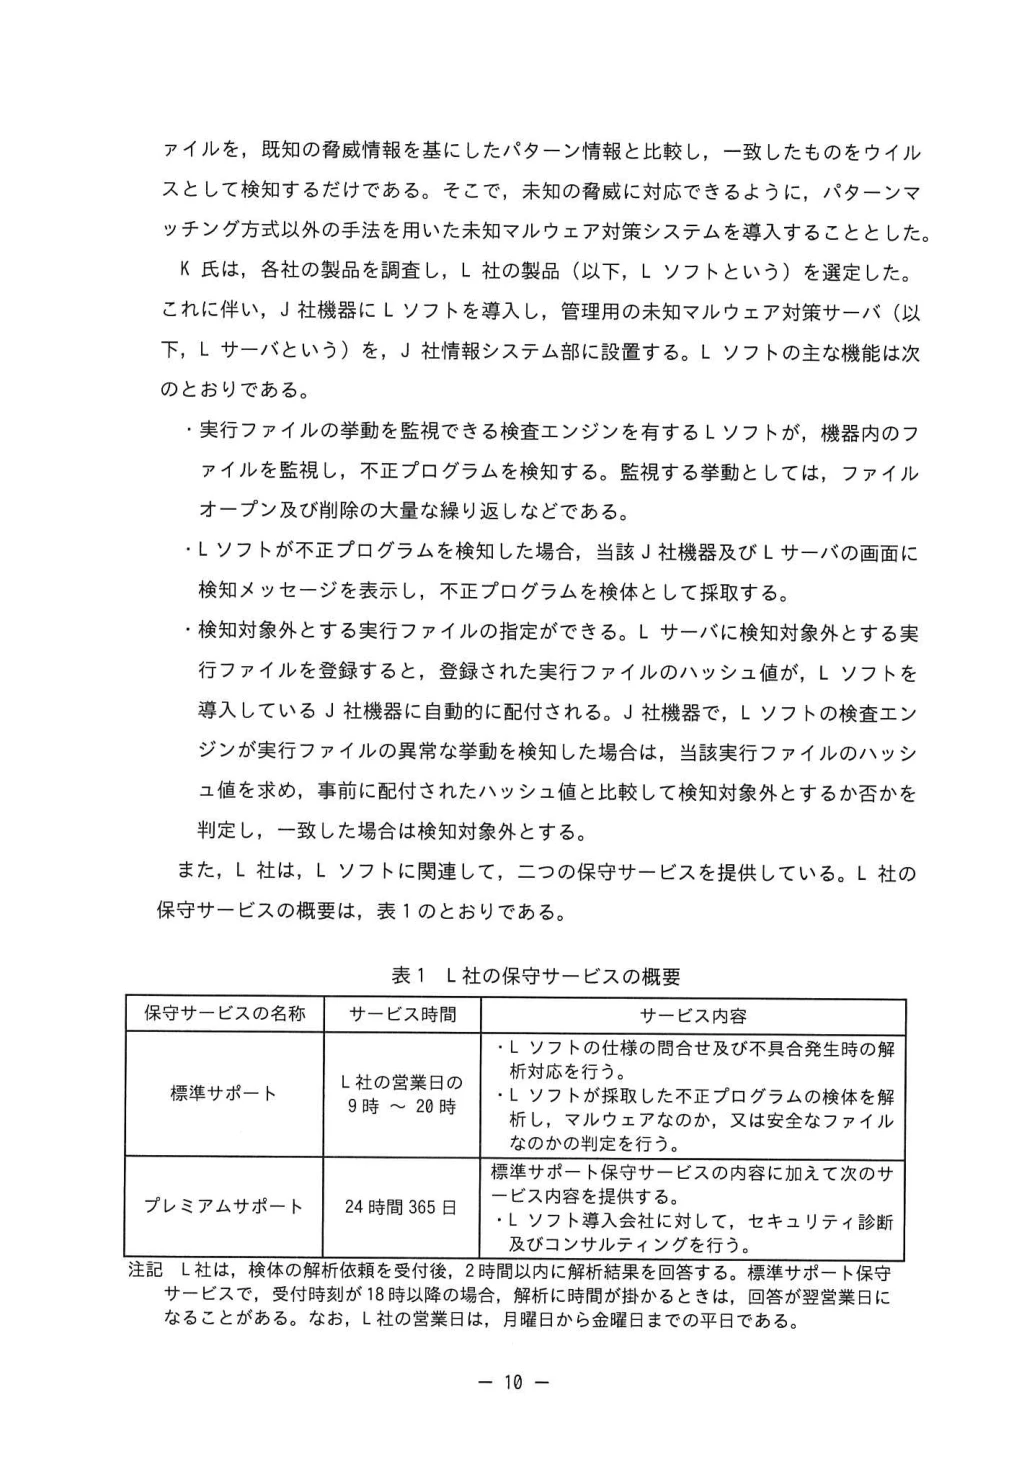 ァイルを，既知の脅威情報を基にしたパターン情報と比較し，一致したものをウイル
スとして検知するだけである。そこで，未知の脅威に対応できるように，パターンマ
ッチング方式以外の手法を用いた未知マルウェア対策システムを導入することとした。
K 氏は，各社の製品を調査し，L 社の製品（以下，L ソフトという）を選定した。
これに伴い，J 社機器に L ソフトを導入し，管理用の未知マルウェア対策サーバ（以
下，L サーバという）を，J 社情報システム部に設置する。L ソフトの主な機能は次
のとおりである。
・実行ファイルの挙動を監視できる検査エンジンを有する L ソフトが，機器内のフ
ァイルを監視し，不正プログラムを検知する。監視する挙動としては，ファイル
オープン及び削除の大量な繰り返しなどである。
・L ソフトが不正プログラムを検知した場合，当該 J 社機器及び L サーバの画面に
検知メッセージを表示し，不正プログラムを検体として採取する。
・検知対象外とする実行ファイルの指定ができる。L サーバに検知対象外とする実
行ファイルを登録すると，登録された実行ファイルのハッシュ値が，L ソフトを
導入している J 社機器に自動的に配付される。J 社機器で，L ソフトの検査エン
ジンが実行ファイルの異常な挙動を検知した場合は，当該実行ファイルのハッシ
ュ値を求め，事前に配付されたハッシュ値と比較して検知対象外とするか否かを
判定し，一致した場合は検知対象外とする。
また，L 社は，L ソフトに関連して，二つの保守サービスを提供している。L 社の
保守サービスの概要は，表 1 のとおりである。
表 1 L 社の保守サービスの概要
保守サービスの名称 サービス時間 サービス内容
標準サポート
L 社の営業日の
9 時 ～ 20 時
・L ソフトの仕様の問合せ及び不具合発生時の解
析対応を行う。
・L ソフトが採取した不正プログラムの検体を解
析し，マルウェアなのか，又は安全なファイル
なのかの判定を行う。
プレミアムサポート
24 時間 365 日
標準サポート保守サービスの内容に加えて次のサ
ービス内容を提供する。
・L ソフト導入会社に対して，セキュリティ診断
及びコンサルティングを行う。
注記 L 社は，検体の解析依頼を受付後，2 時間以内に解析結果を回答する。標準サポート保守
サービスで，受付時刻が 18 時以降の場合，解析に時間が掛かるときは，回答が翌営業日に
なることがある。なお，L 社の営業日は，月曜日から金曜日までの平日である。
－ 10 －